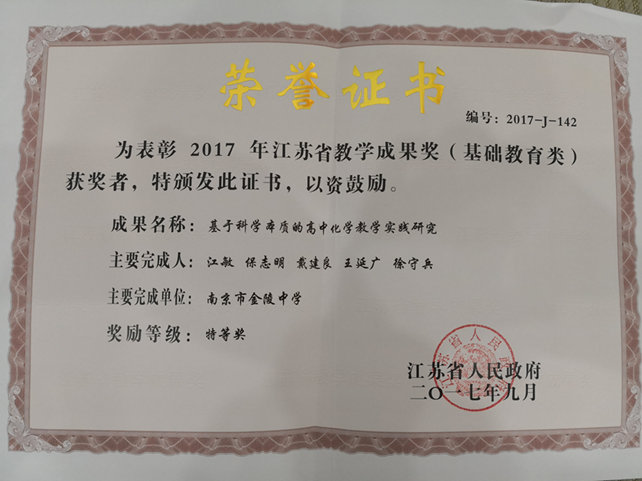 荣誉证书
编号：2017-J-142
为表彰 2017 年江苏省教学成果奖（基础教育类）
获奖者，特颁发此证书，以资鼓励。
成果名称：基于科学本质的高中化学教学实践研究
主要完成人：江敏 保志明 戴建良 王延广 徐守兵
主要完成单位：南京市金陵中学
奖励等级：特等奖
江苏省人民政府
二〇一七年九月